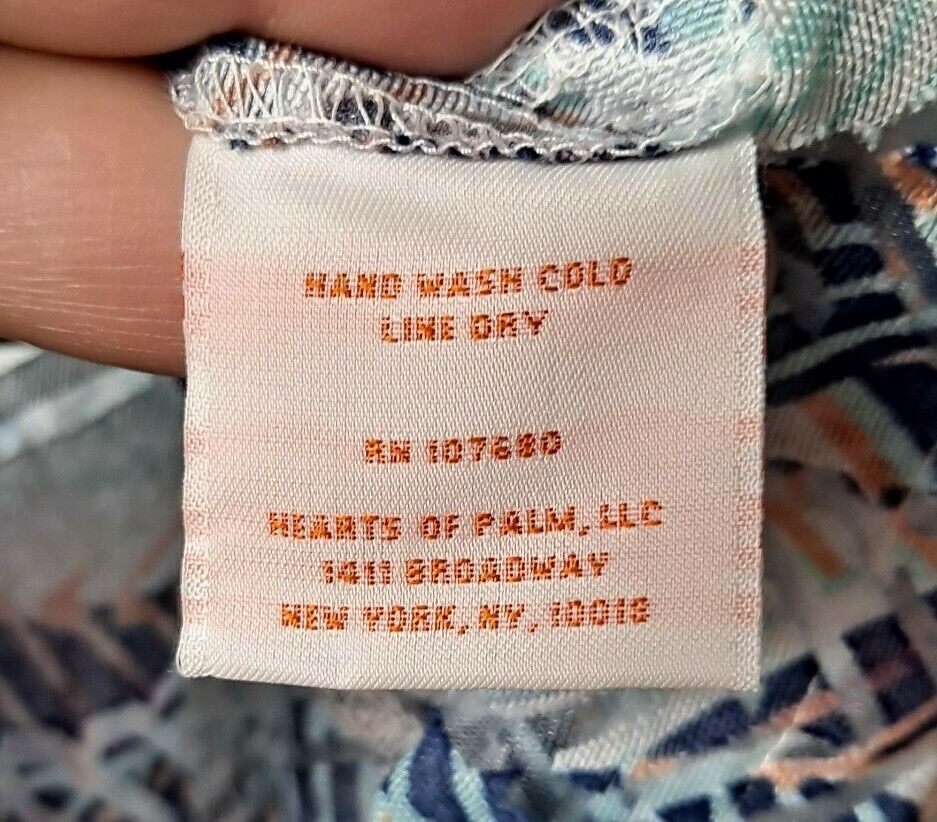 HAND WASH COLD
LINE DRY
RN 107680
HEARTS OF PALM, LLC
1411 BROADWAY
NEW YORK, NY, 10018